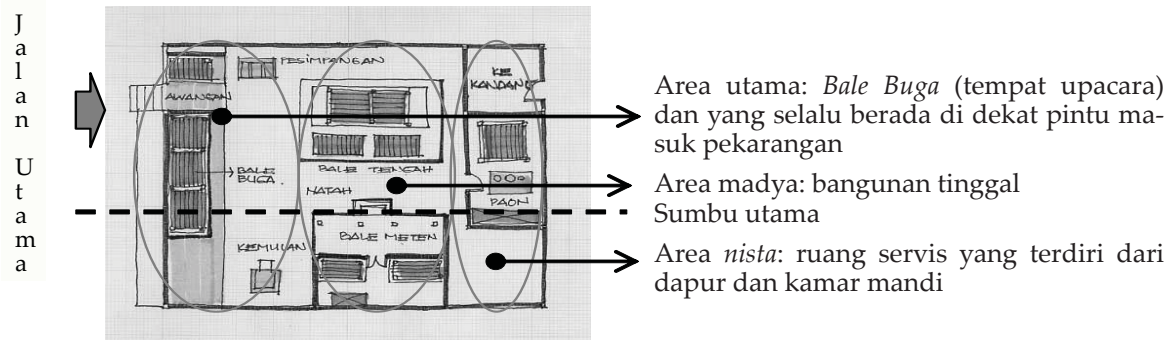 Jalan Utama
PESIMPANGAN
KE
KANDANG
AWANGAN
BALE
BUGA
BALE TENGAH
NATAH
PAON
BALE METEN
KEMULAN
Area utama: Bale Buga (tempat upacara)
dan yang selalu berada di dekat pintu ma-
suk pekarangan
Area madya: bangunan tinggal
Sumbu utama
Area nista: ruang servis yang terdiri dari
dapur dan kamar mandi